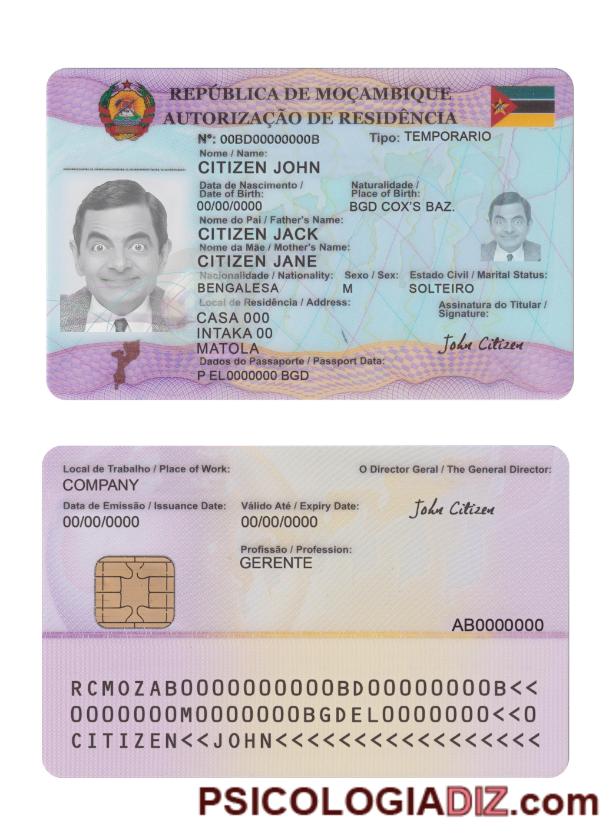 REPÚBLICA DE MOÇAMBIQUE
AUTORIZAÇÃO DE RESIDÊNCIA
Nº: 00BD00000000B Tipo: TEMPORARIO
Nome / Name:
CITIZEN JOHN
Data de Nascimento / Date of Birth: Naturalidade / Place of Birth:
00/00/0000 BGD COX'S BAZ.
Nome do Pai / Father's Name:
CITIZEN JACK
Nome da Mãe / Mother's Name:
CITIZEN JANE
Nacionalidade / Nationality: Sexo / Sex: Estado Civil / Marital Status:
BENGALESA M SOLTEIRO
Local de Residência / Address: Assinatura do Titular / Signature:
CASA 000
INTAKA 00
MATOLA John Citizen
Dados do Passaporte / Passport Data:
P EL0000000 BGD
Local de Trabalho / Place of Work: O Director Geral / The General Director:
COMPANY
Data de Emissão / Issuance Date: Válido Até / Expiry Date: John Citizen
00/00/0000 00/00/0000
Profissão / Profession:
GERENTE
AB0000000
RCMOZAB0000000000BD00000000B<<
0000000M0000000BGDEL0000000<<0
CITIZEN<<JOHN<<<<<<<<<<<<<<<<<
PSICOLOGIADIZ.com